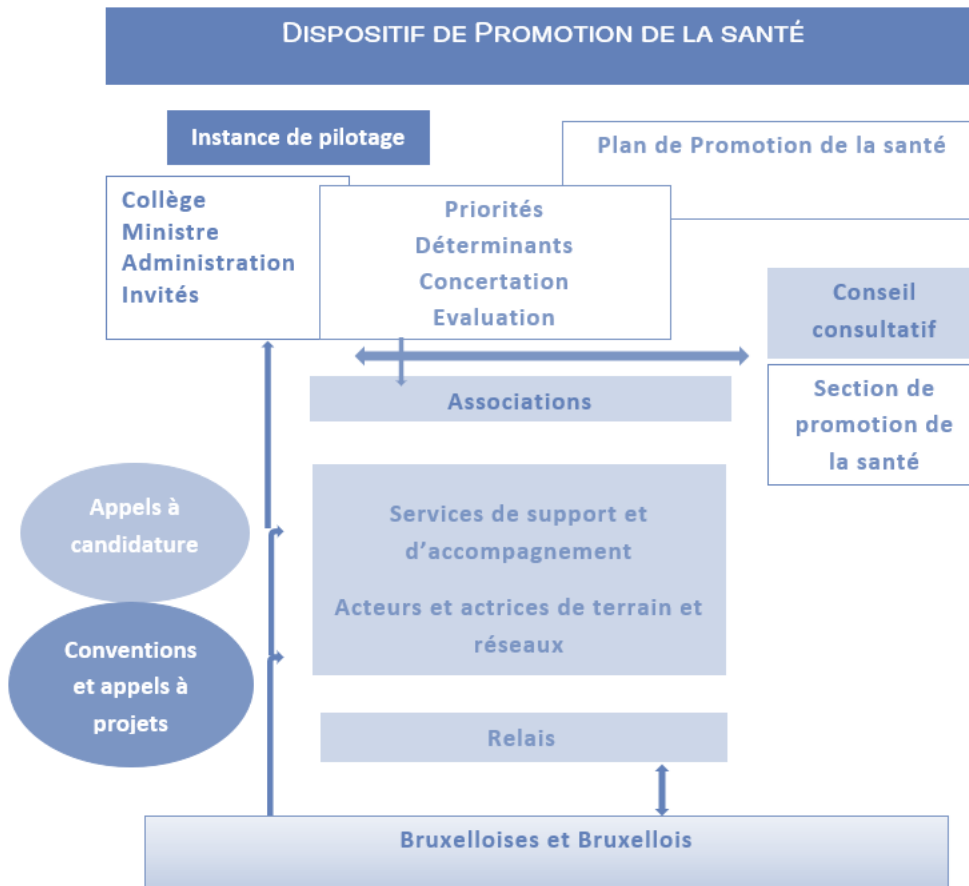 DISPOSITIF DE PROMOTION DE LA SANTÉ
Instance de pilotage
Plan de Promotion de la santé
Collège
Ministre
Administration
Invités
Priorités
Déterminants
Concertation
Evaluation
Conseil
consultatif
Section de
promotion de
la santé
Associations
Appels à
candidature
Services de support et
d’accompagnement
Acteurs et actrices de terrain et
réseaux
Conventions
et appels à
projets
Relais
Bruxelloises et Bruxellois